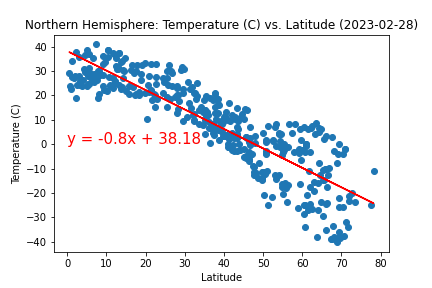 Northern Hemisphere: Temperature (C) vs. Latitude (2023-02-28)
Temperature (C)
40
30
20
10
0
−10
−20
−30
−40
y = -0.8x + 38.18
0 10 20 30 40 50 60 70 80
Latitude